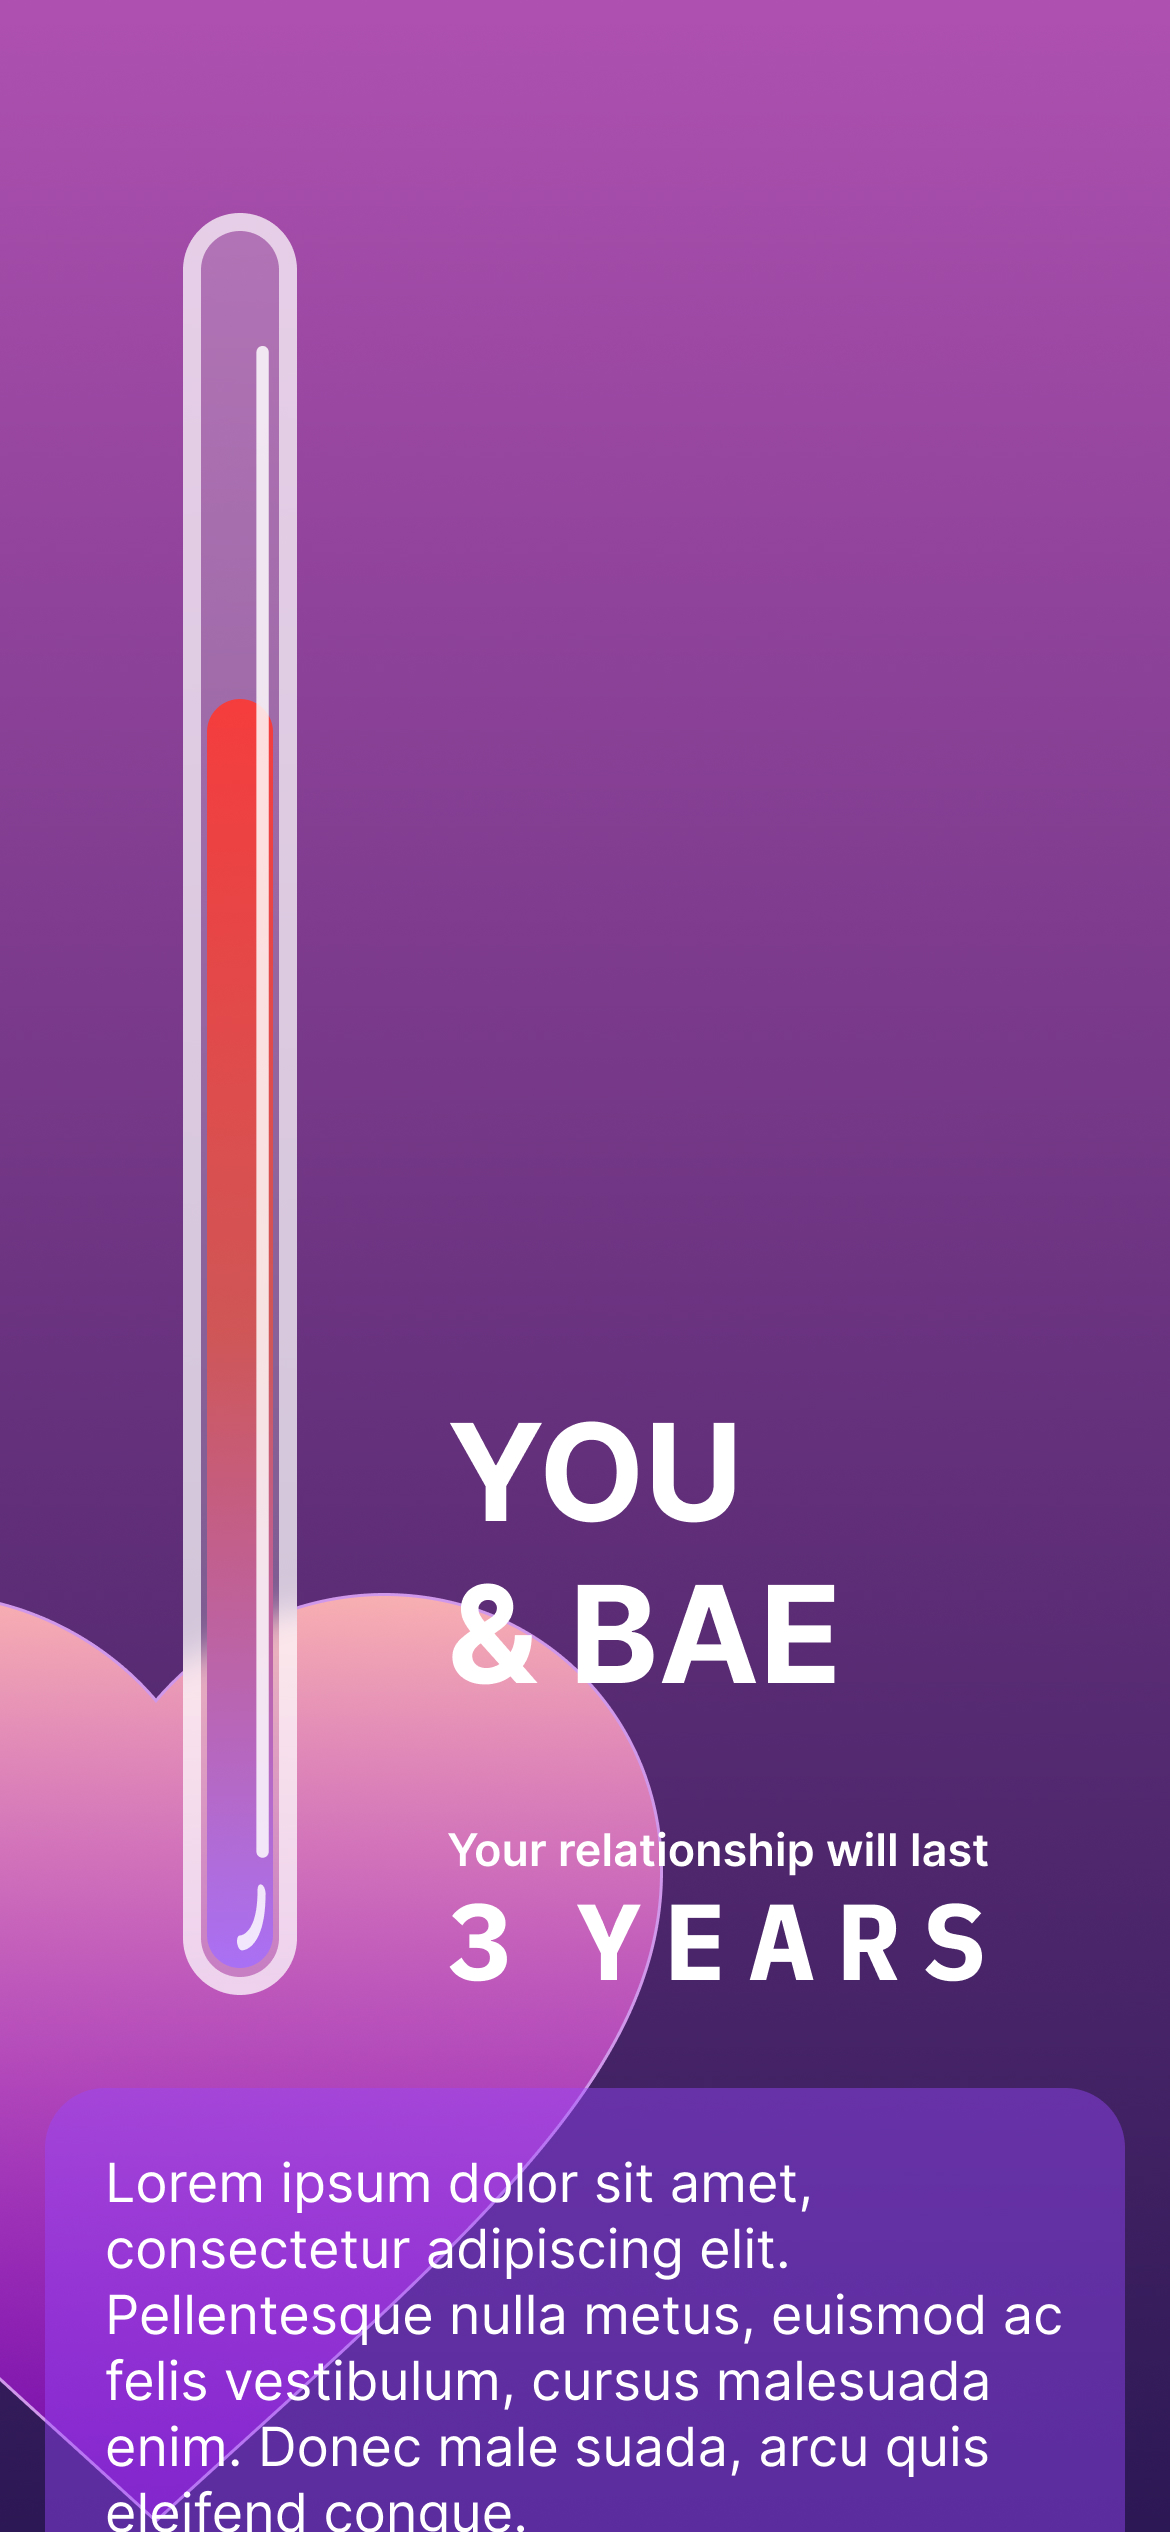 YOU
& BAE
Your relationship will last
3 YEARS
Lorem ipsum dolor sit amet,
consectetur adipiscing elit.
Pellentesque nulla metus, euismod ac
felis vestibulum, cursus malesuada
enim. Donec male suada, arcu quis
eleifend congue.